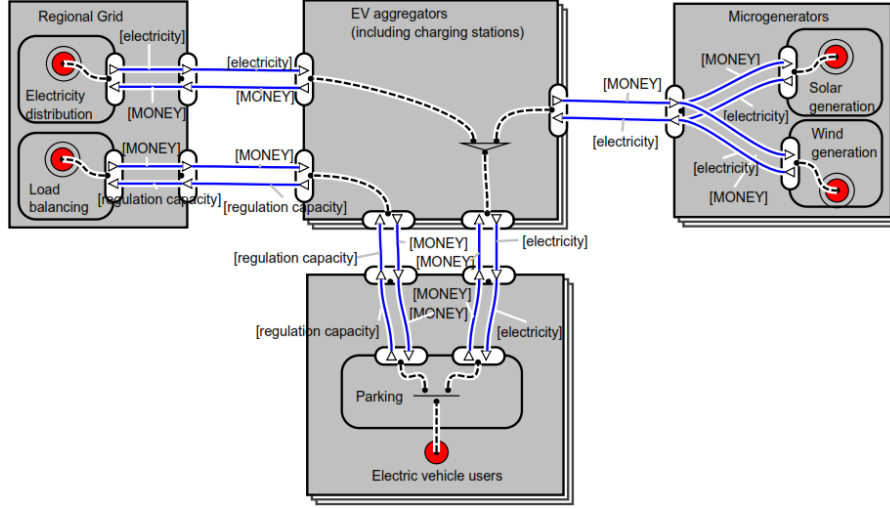 Regional Grid
[electricity]
Electricity
distribution
[MONEY]
[MONEY]
Load
balancing
[regulation capacity]
EV aggregators
(including charging stations)
[electricity]
[MONEY]
[MONEY]
[regulation capacity]
Microgenerators
[MONEY]
[electricity]
[MONEY]
[electricity]
[electricity]
[MONEY]
Solar
generation
Wind
generation
[MONEY]
[electricity]
[regulation capacity]
[MONEY]
[MONEY]
[MONEY]
[regulation capacity]
[electricity]
Parking
Electric vehicle users